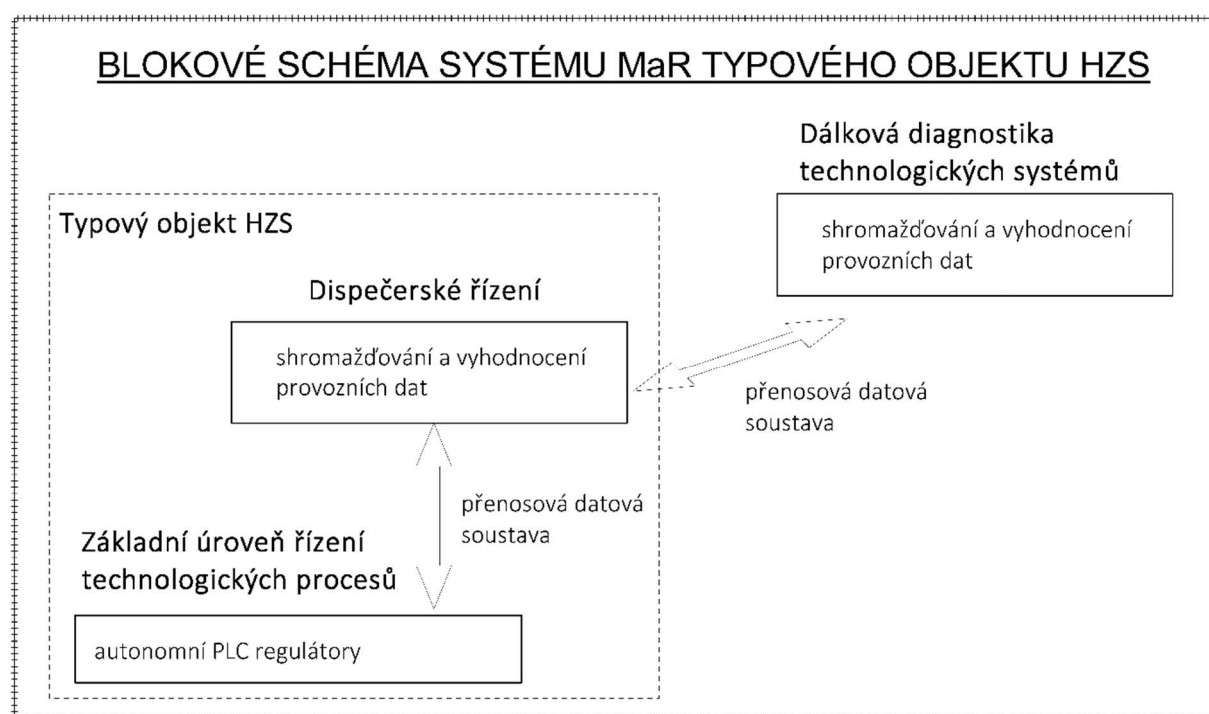 BLOKOVÉ SCHÉMA SYSTÉMU MaR TYPOVÉHO OBJEKTU HZS
Dálková diagnostika
technologických systémů
shromažďování a vyhodnocení
provozních dat
Typový objekt HZS
Dispečerské řízení
shromažďování a vyhodnocení
provozních dat
přenosová datová
soustava
přenosová datová
soustava
Základní úroveň řízení
technologických procesů
autonomní PLC regulátory